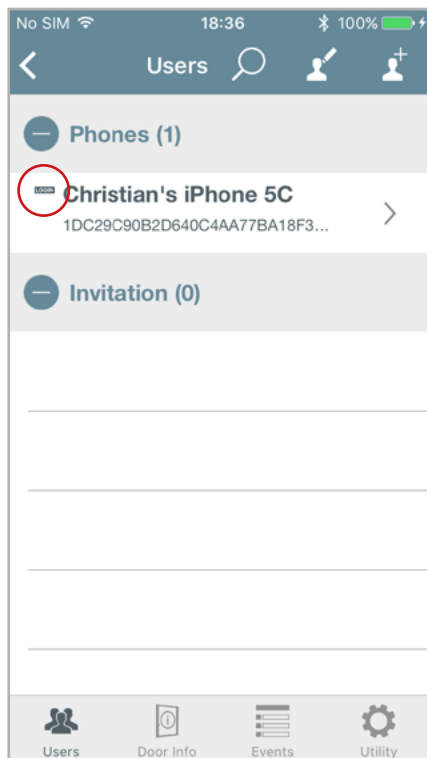 No SIM 18:36 100%
Users
Phones (1)
LOGIN
Christian's iPhone 5C
1DC29C90B2D640C4AA77BA18F3...
Invitation (0)
Users Door Info Events Utility